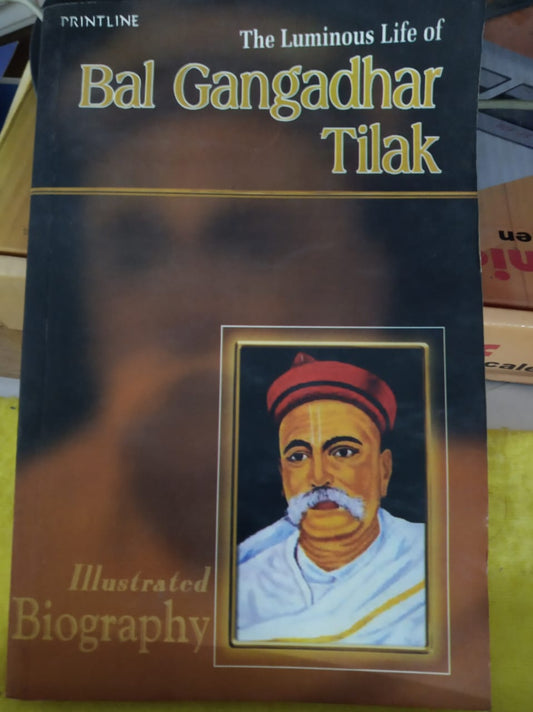 PRINTLINE
The Luminous Life of
Bal Gangadhar
Tilak
Illustrated
Biography